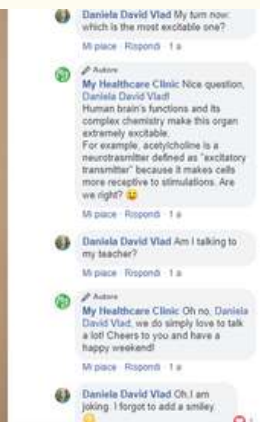 Daniela David Vlad My turn now:
which is the most excitable one?
Mi piace · Rispondi · 1 a
Autore
My Healthcare Clinic Nice question,
Daniela David Vlad!
Human brain's functions and its
complex chemistry make this organ
extremely excitable.
For example, acetylcholine is a
neurotrasmitter defined as "excitatory
transmitter" because it makes cells
more receptive to stimulations. Are
we right?
Mi piace · Rispondi · 1 a
Daniela David Vlad Am I talking to
my teacher?
Mi piace · Rispondi · 1 a
Autore
My Healthcare Clinic Oh no, Daniela
David Vlad, we do simply love to talk
a lot! Cheers to you and have a
happy weekend!
Mi piace · Rispondi · 1 a
Daniela David Vlad Oh,I am
joking. I forgot to add a smiley